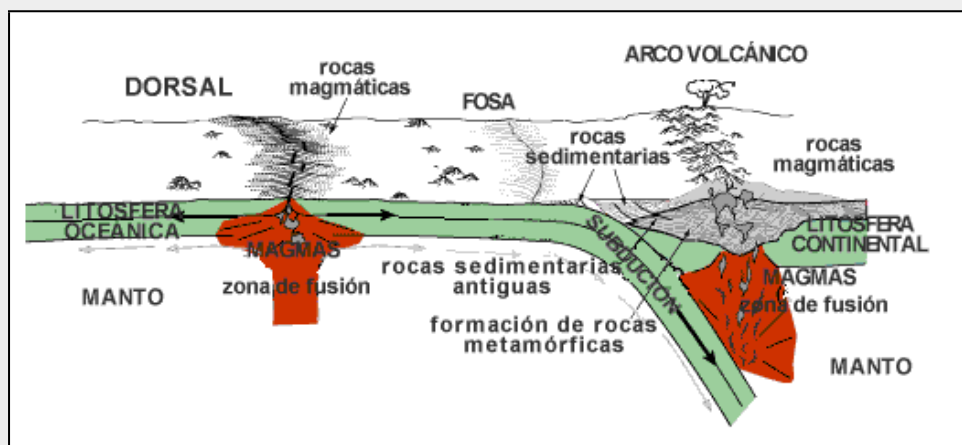 ARCO VOLCÁNICO
DORSAL
rocas
magmáticas
FOSA
rocas
sedimentarias
rocas
magmáticas
LITOSFERA
OCEÁNICA
SUBDUCIÓN
LITOSFERA
CONTINENTAL
MAGMAS
zona de fusión
MANTO
rocas sedimentarias
antiguas
formación de rocas
metamórficas
MAGMAS
zona de fusión
MANTO